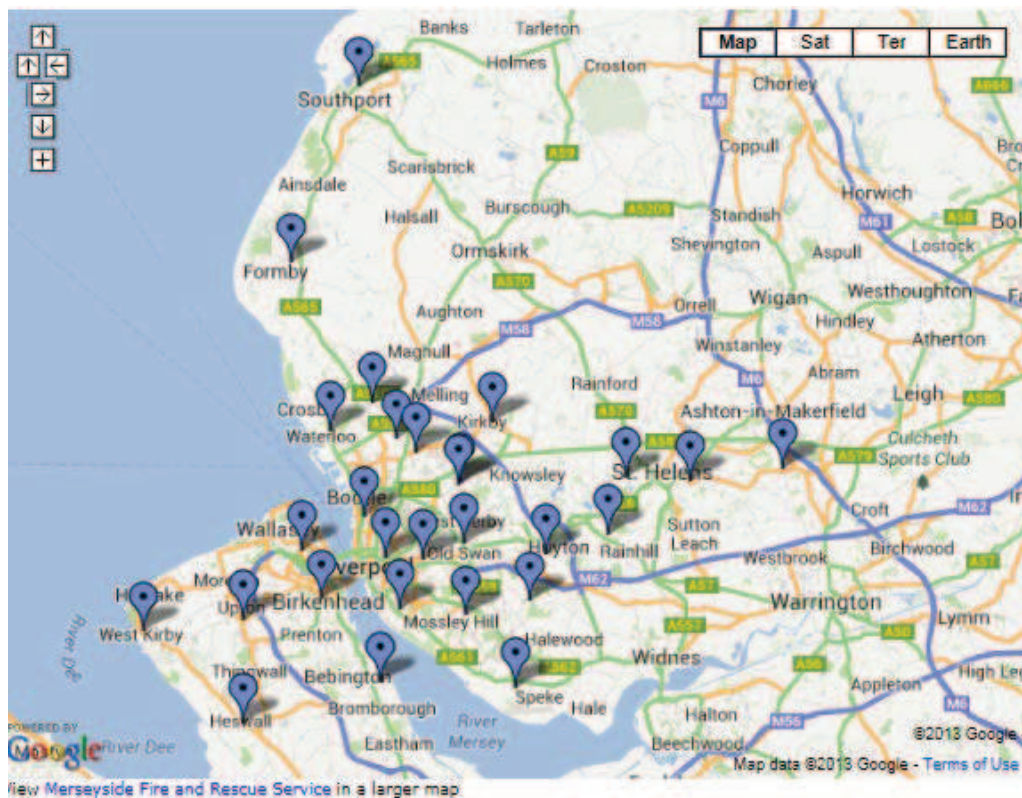 Banks
Tarleton
A565
Holmes
Croston
Map Sat Ter Earth
Southport
M6
Chorley
Coppull
A59
Scarisbrick
Ainsdale
Halsall
Burscough
A5209
Standish
Horwich
M61
A58
Ormskirk
Shevington
Aspull
Lostock
Formby
A570
Wigan
Westhoughton
A565
Aughton
M58
M58
Orrell
Hindley
Atherton
Maghull
Winstanley
M6
Abram
Melling
Rainford
Leigh
Kirkby
A570
Ashton-in-Makerfield
A580
Waterloo
Culcheth
Sports Club
A579
Knowsley
St. Helens
A580
Croft
M62
Wallasey
Old Swan
Huyton
Rainhill
Sutton
Leach
Westbrook
Birchwood
A57
M62
A57
Birkenhead
Warrington
West Kirby
Upton
Prenton
Mossley Hill
Halewood
A557
A50
Lymm
Thingwall
Bebington
A561
A562
Widnes
A56
High Leg
Appleton
Speke
Heswall
Bromborough
Hale
Halton
M56
M6
River
Mersey
Eastham
Beechwood
POWERED BY
Google
River Dee
©2013 Google
Map data ©2013 Google - Terms of Use
View Merseyside Fire and Rescue Service in a larger map